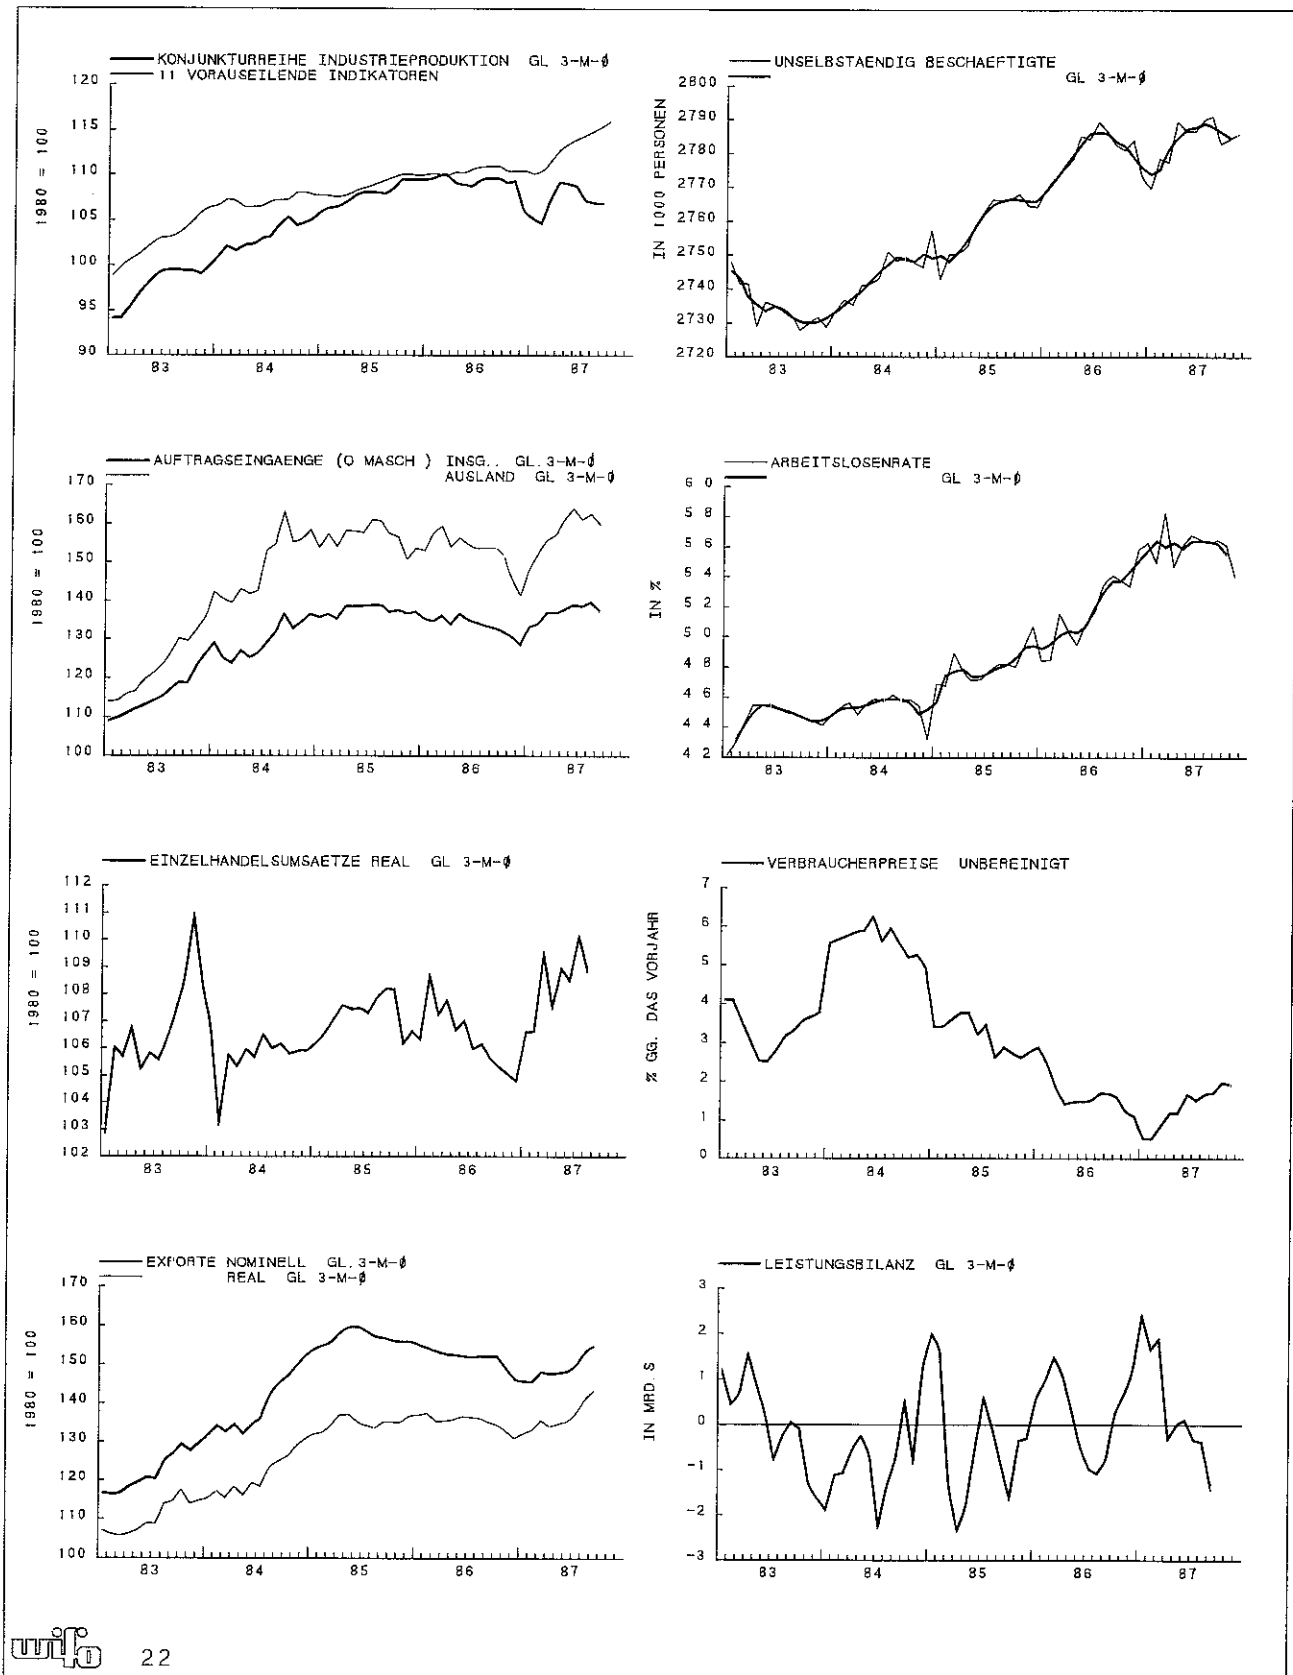 KONJUNKTURREIHE INDUSTRIEPRODUKTION GL 3-M-Ø
11 VORAUSEILENDE INDIKATOREN
1980 = 100
120
115
110
105
100
95
90
83 84 85 86 87
UNSELBSTAENDIG BESCHAEFTIGTE
GL 3-M-Ø
IN 1000 PERSONEN
2800
2790
2780
2770
2760
2750
2740
2730
2720
83 84 85 86 87
AUFTRAGSEINGAENGE (O MASCH ) INSG.. GL. 3-M-Ø
AUSLAND GL 3-M-Ø
1980 = 100
170
160
150
140
130
120
110
100
83 84 85 86 87
ARBEITSLOSENRATE
GL 3-M-Ø
IN %
6 0
5 8
5 6
5 4
5 2
5 0
4 8
4 6
4 4
4 2
83 84 85 86 87
EINZELHANDELSUMSAETZE REAL GL 3-M-Ø
1980 = 100
112
111
110
109
108
107
106
105
104
103
102
83 84 85 86 87
VERBRAUCHERPREISE UNBEREINIGT
% GG. DAS VORJAHR
7
6
5
4
3
2
1
0
83 84 85 86 87
EXPORTE NOMINELL GL. 3-M-Ø
REAL GL 3-M-Ø
1980 = 100
170
160
150
140
130
120
110
100
83 84 85 86 87
LEISTUNGSBILANZ GL 3-M-Ø
IN MRD. S
3
2
1
0
-1
-2
-3
83 84 85 86 87
wifo 22